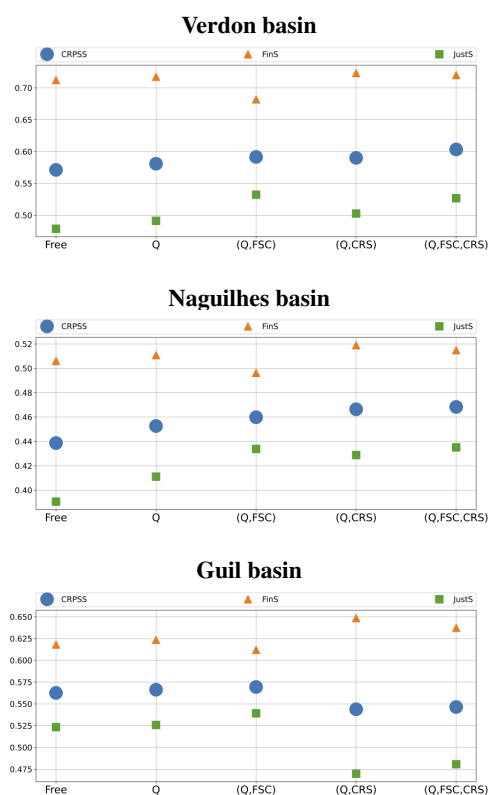 Verdon basin
CRPSS FinS JustS
0.70
0.65
0.60
0.55
0.50
Free Q (Q,FSC) (Q,CRS) (Q,FSC,CRS)
Naguilhes basin
CRPSS FinS JustS
0.52
0.50
0.48
0.46
0.44
0.42
0.40
Free Q (Q,FSC) (Q,CRS) (Q,FSC,CRS)
Guil basin
CRPSS FinS JustS
0.650
0.625
0.600
0.575
0.550
0.525
0.500
0.475
Free Q (Q,FSC) (Q,CRS) (Q,FSC,CRS)